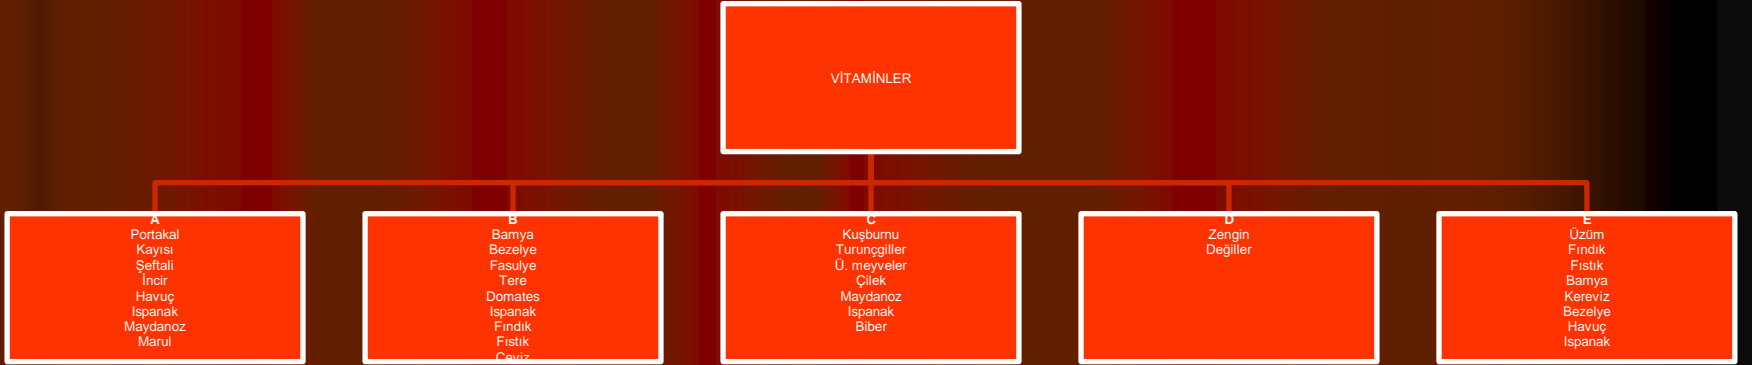 VİTAMİNLER
A
Portakal
Kayısı
Şeftali
İncir
Havuç
Ispanak
Maydanoz
Marul
B
Bamya
Bezelye
Fasulye
Tere
Domates
Ispanak
Fındık
Fıstık
Ceviz
C
Kuşburnu
Turunçgiller
Ü. meyveler
Çilek
Maydanoz
Ispanak
Biber
D
Zengin
Değiller
E
Üzüm
Fındık
Fıstık
Bamya
Kereviz
Bezelye
Havuç
Ispanak